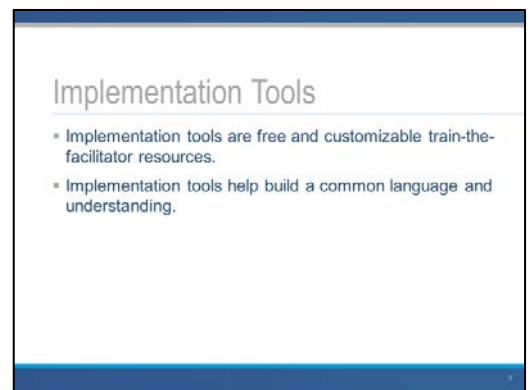 Implementation Tools
▪ Implementation tools are free and customizable train-the-
facilitator resources.
▪ Implementation tools help build a common language and
understanding.